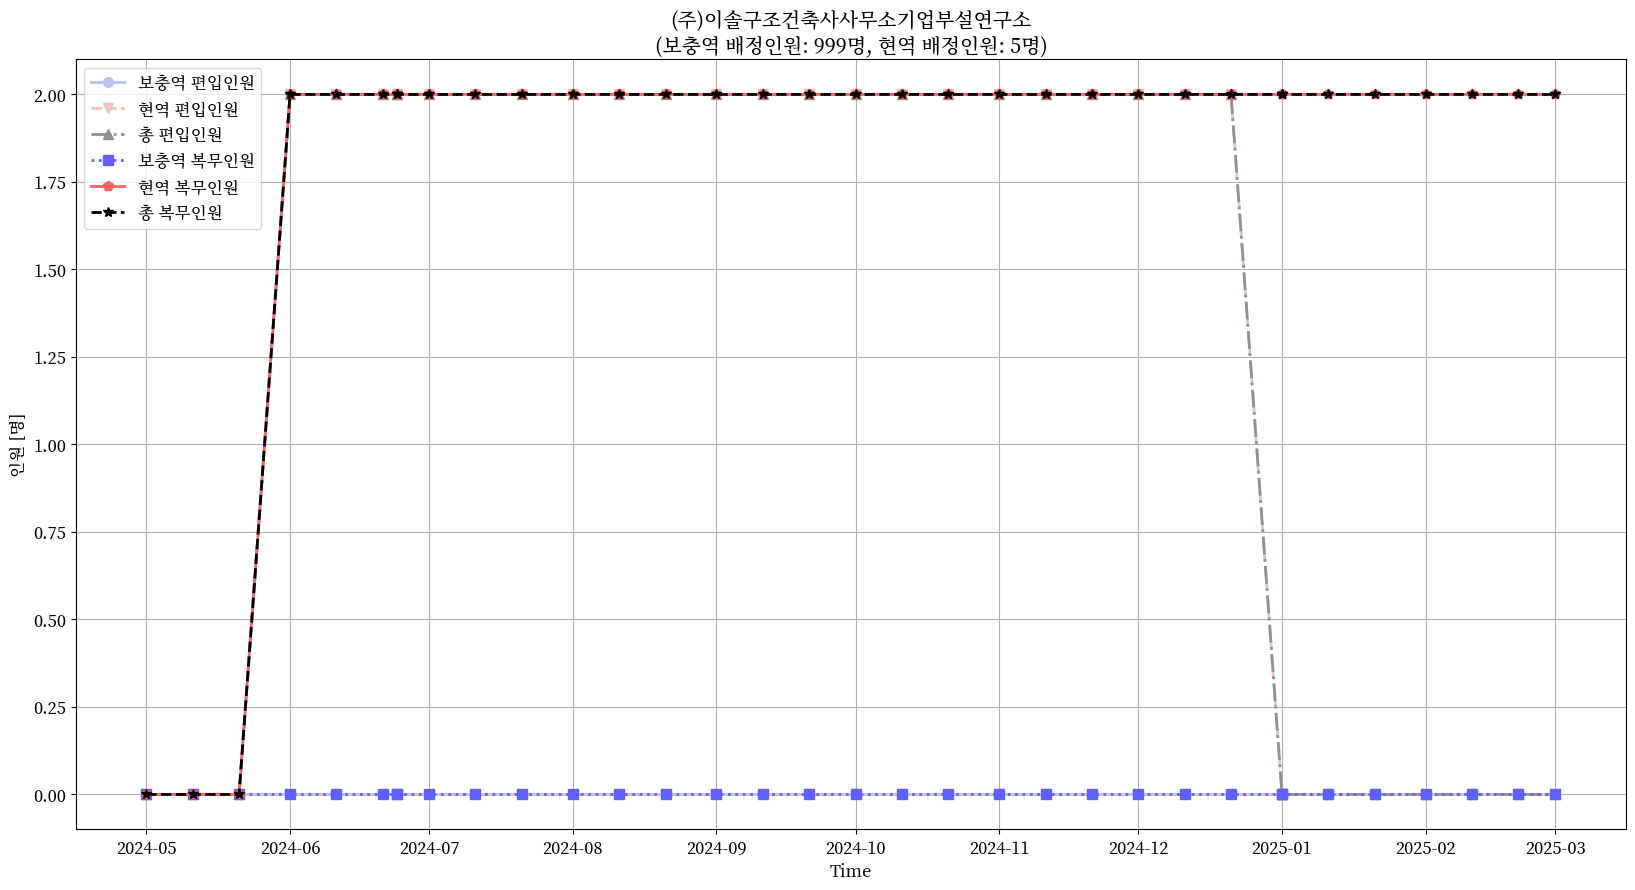 (주)이솔구조건축사사무소기업부설연구소
(보충역 배정인원: 999명, 현역 배정인원: 5명)
보충역 편입인원
현역 편입인원
총 편입인원
보충역 복무인원
현역 복무인원
총 복무인원
인원 [명]
2.00
1.75
1.50
1.25
1.00
0.75
0.50
0.25
0.00
2024-05
2024-06
2024-07
2024-08
2024-09
2024-10
2024-11
2024-12
2025-01
2025-02
2025-03
Time